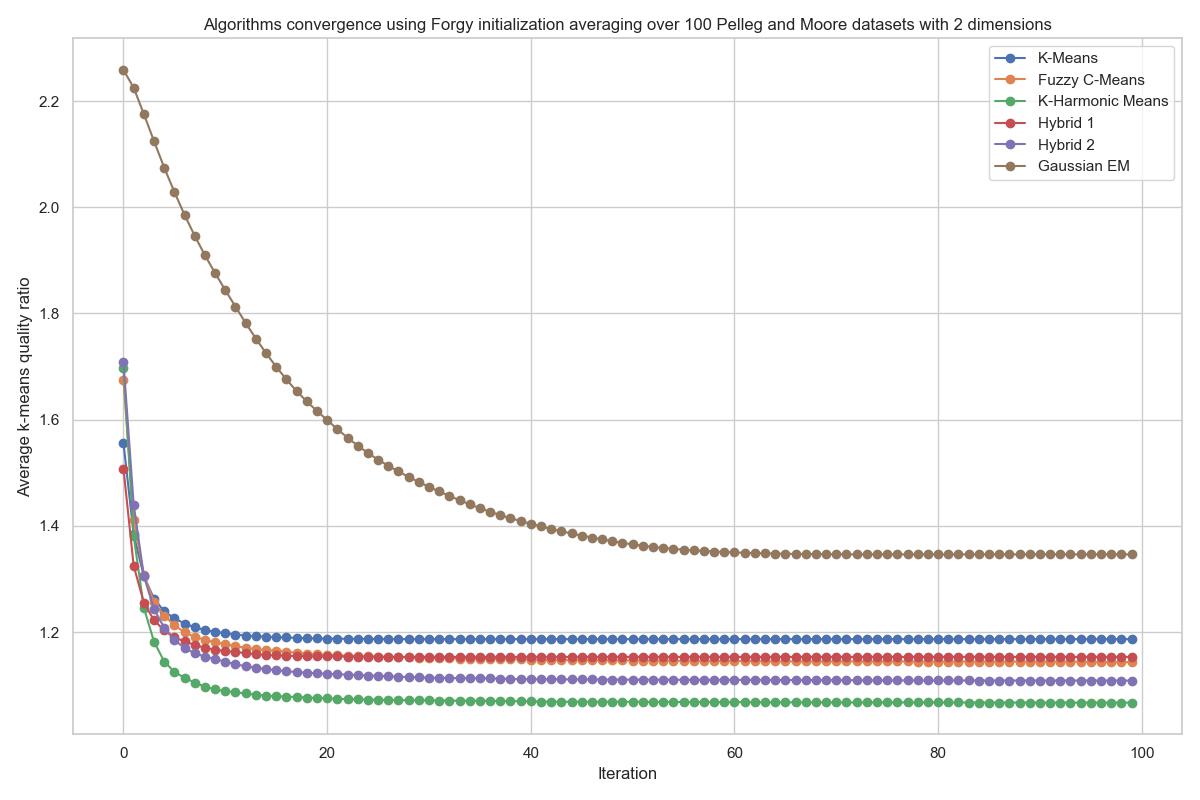 Algorithms convergence using Forgy initialization averaging over 100 Pelleg and Moore datasets with 2 dimensions
K-Means
Fuzzy C-Means
K-Harmonic Means
Hybrid 1
Hybrid 2
Gaussian EM
Average k-means quality ratio
2.2
2.0
1.8
1.6
1.4
1.2
0
20
40
60
80
100
Iteration